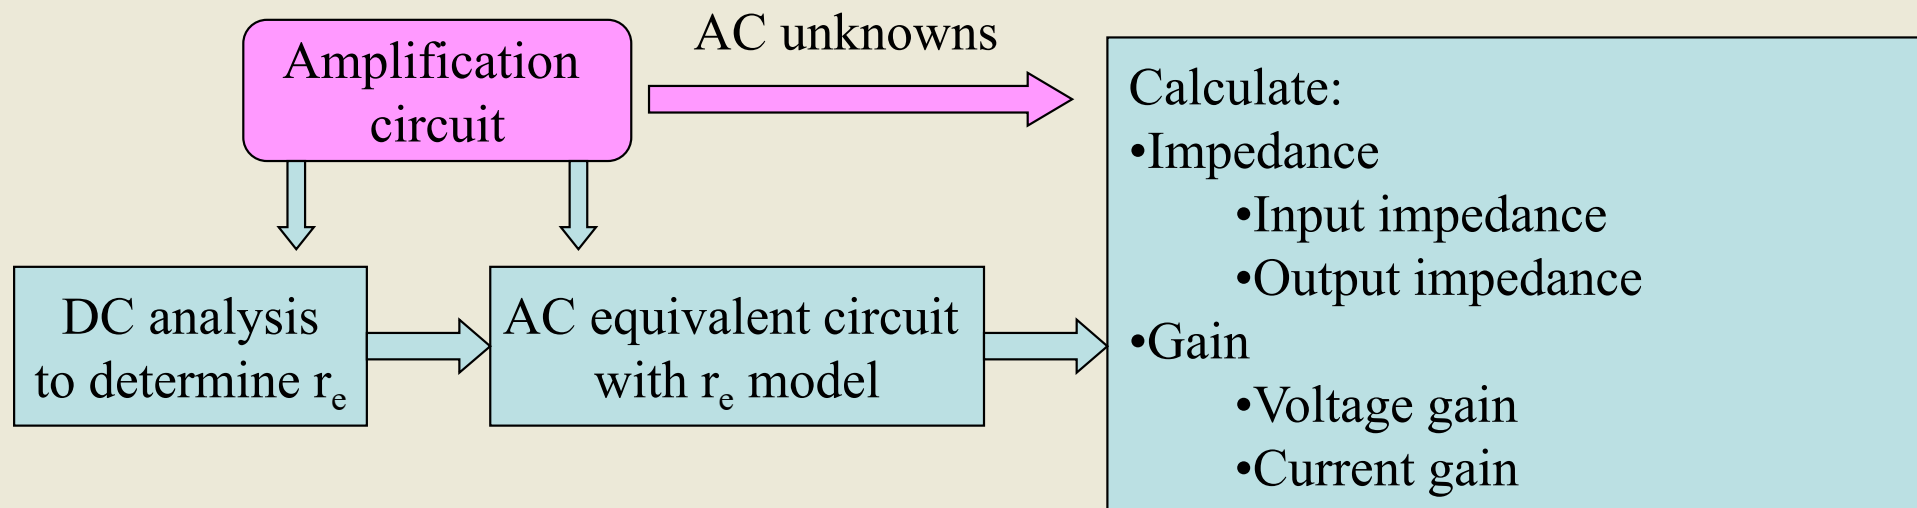 Amplification
circuit
AC unknowns
DC analysis
to determine rₑ
AC equivalent circuit
with rₑ model
Calculate:
•Impedance
•Input impedance
•Output impedance
•Gain
•Voltage gain
•Current gain